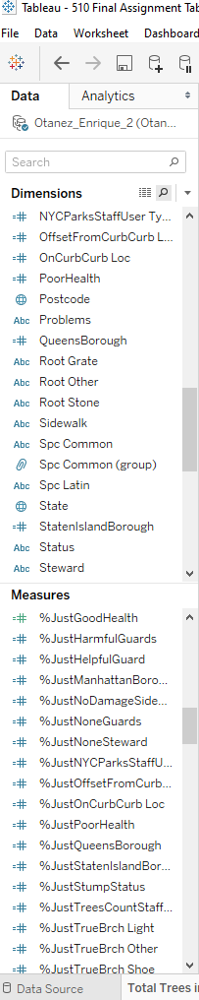 Tableau - 510 Final Assignment Tab
File Data Worksheet Dashboard
Data Analytics
Otanez_Enrique_2 (Otan...
Search
Dimensions
NYCParksStaffUser Ty...
OffsetFromCurbCurb L...
OnCurbCurb Loc
PoorHealth
Postcode
Abc Problems
QueensBorough
Abc Root Grate
Abc Root Other
Abc Root Stone
Abc Sidewalk
Abc Spc Common
Spc Common (group)
Abc Spc Latin
State
StatenIslandBorough
Abc Status
Abc Steward
Measures
%JustGoodHealth
%JustHarmfulGuards
%JustHelpfulGuard
%JustManhattanBoro...
%JustNoDamageSide...
%JustNoneGuards
%JustNoneSteward
%JustNYCParksStaffU...
%JustOffsetFromCurb...
%JustOnCurbCurb Loc
%JustPoorHealth
%JustQueensBorough
%JustStatenIslandBor...
%JustStumpStatus
%JustTreesCountStaff...
%JustTrueBrch Light
%JustTrueBrch Other
%JustTrueBrch Shoe
Data Source Total Trees in